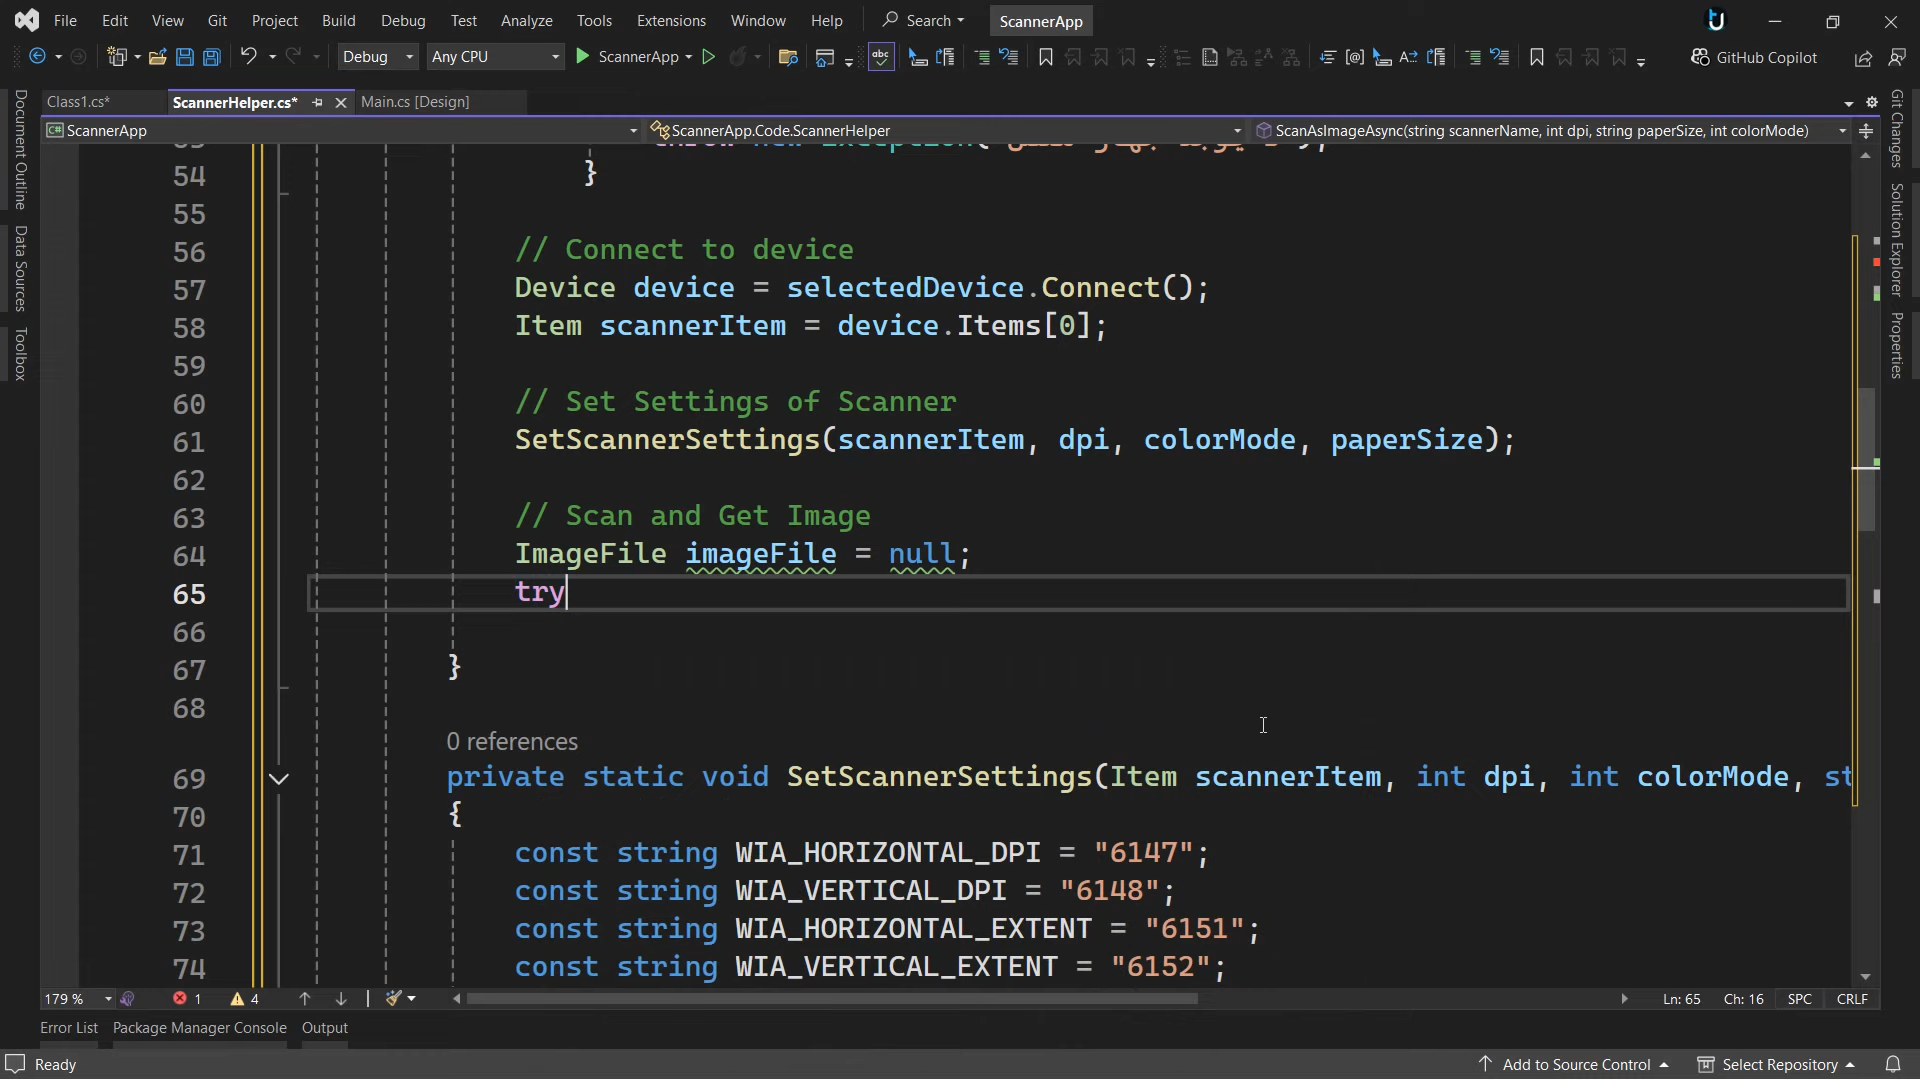 File Edit View Git Project Build Debug Test Analyze Tools Extensions Window Help Search ScannerApp
Debug Any CPU ScannerApp GitHub Copilot
Class1.cs* ScannerHelper.cs* Main.cs [Design]
ScannerApp ScannerApp.Code.ScannerHelper ScanAsImageAsync(string scannerName, int dpi, string paperSize, int colorMode)
Document Outline
Data Sources
Toolbox
Git Changes
Solution Explorer
Properties
54 }
55
56 // Connect to device
57 Device device = selectedDevice.Connect();
58 Item scannerItem = device.Items[0];
59
60 // Set Settings of Scanner
61 SetScannerSettings(scannerItem, dpi, colorMode, paperSize);
62
63 // Scan and Get Image
64 ImageFile imageFile = null;
65 try
66
67 }
68
0 references
69 private static void SetScannerSettings(Item scannerItem, int dpi, int colorMode, st
70 {
71 const string WIA_HORIZONTAL_DPI = "6147";
72 const string WIA_VERTICAL_DPI = "6148";
73 const string WIA_HORIZONTAL_EXTENT = "6151";
74 const string WIA_VERTICAL_EXTENT = "6152";
179 % 1 4 Ln: 65 Ch: 16 SPC CRLF
Error List Package Manager Console Output
Ready Add to Source Control Select Repository